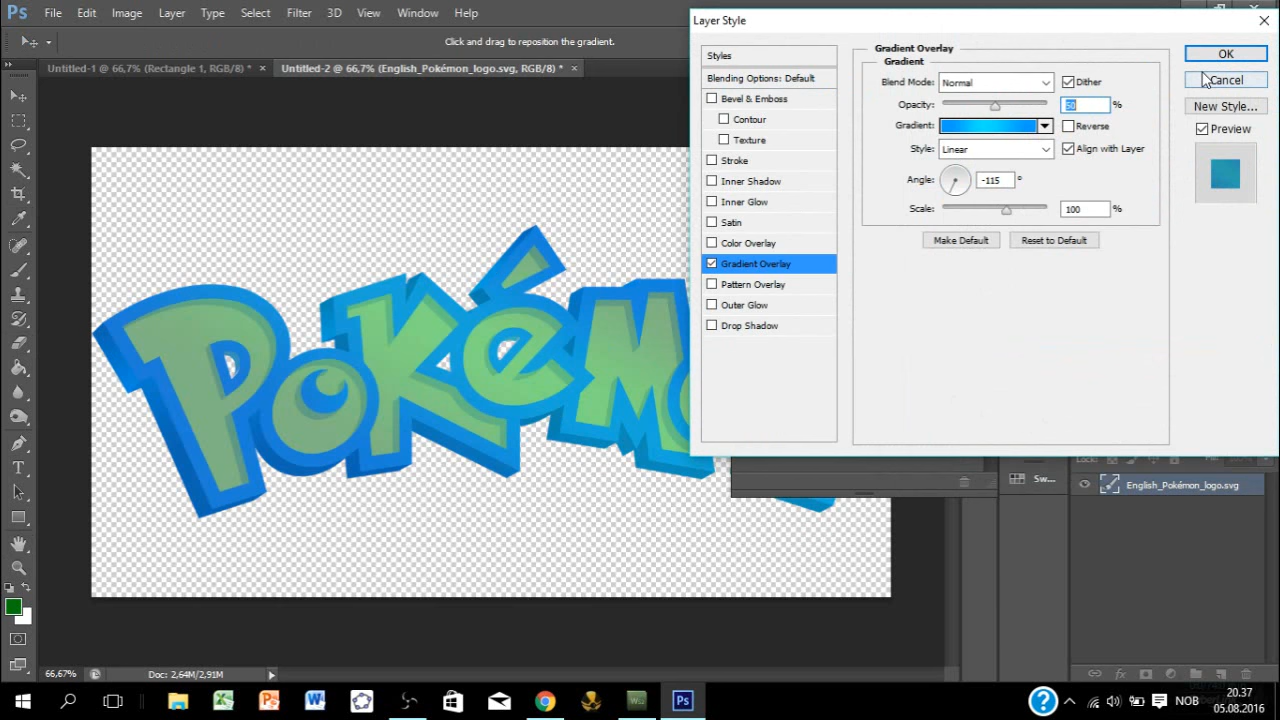 Ps File Edit Image Layer Type Select Filter 3D View Window Help
Layer Style
Click and drag to reposition the gradient.
Untitled-1 @ 66,7% (Rectangle 1, RGB/8) * ×
Untitled-2 @ 66,7% (English_Pokémon_logo.svg, RGB/8) * ×
Styles
Blending Options: Default
Bevel & Emboss
Contour
Texture
Stroke
Inner Shadow
Inner Glow
Satin
Color Overlay
Gradient Overlay
Pattern Overlay
Outer Glow
Drop Shadow
Gradient Overlay
Gradient
Blend Mode: Normal Dither
Opacity: 50 %
Gradient: Reverse
Style: Linear Align with Layer
Angle: -115 °
Scale: 100 %
Make Default Reset to Default
OK
Cancel
New Style...
Preview
Pokémo
Lock:
Sw...
English_Pokémon_logo.svg
66,67% Doc: 2,64M/2,91M
NOB
20.37
05.08.2016